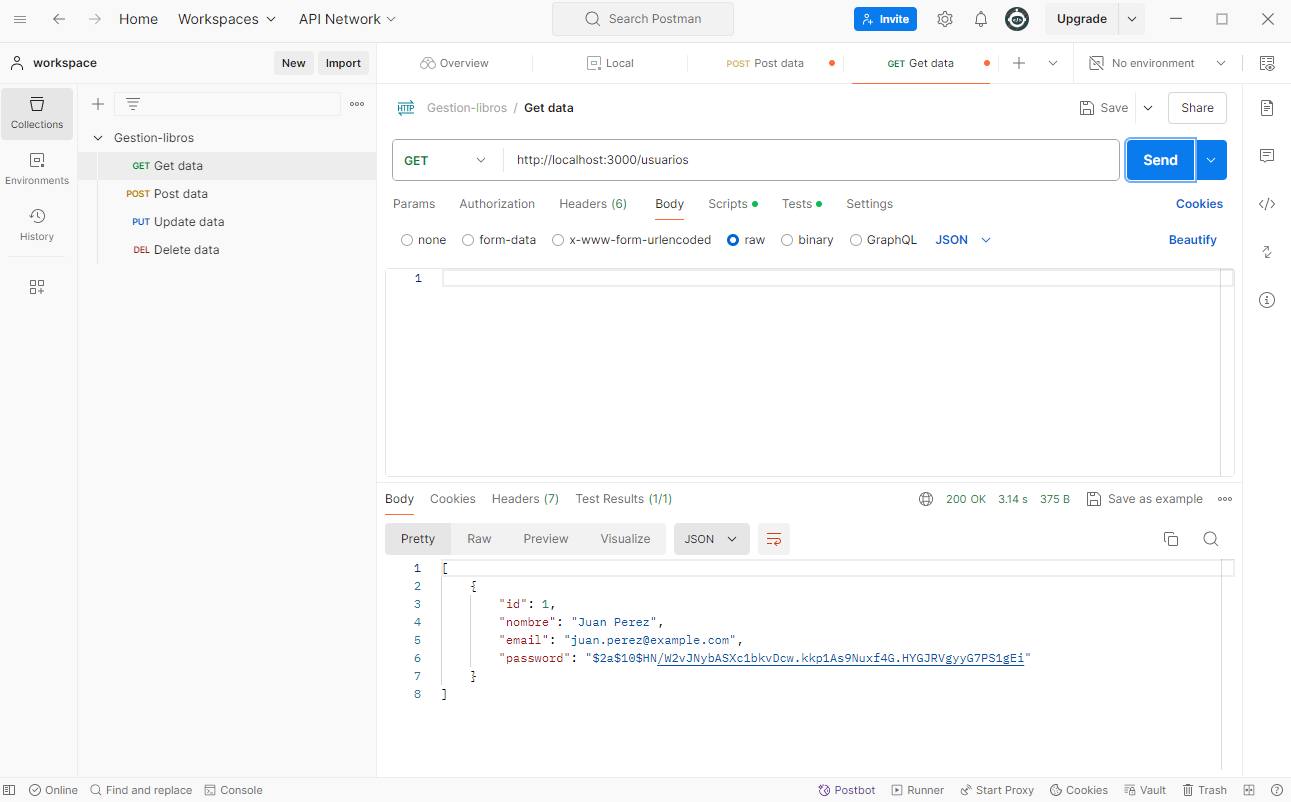 Home Workspaces API Network Search Postman Invite Upgrade
workspace New Import Overview Local POST Post data GET Get data No environment
Collections
Environments
History
Gestion-libros
GET Get data
POST Post data
PUT Update data
DEL Delete data
HTTP Gestion-libros / Get data Save Share
GET http://localhost:3000/usuarios Send
Params Authorization Headers (6) Body Scripts Tests Settings Cookies
none form-data x-www-form-urlencoded raw binary GraphQL JSON Beautify
1
Body Cookies Headers (7) Test Results (1/1) 200 OK 3.14 s 375 B Save as example
Pretty Raw Preview Visualize JSON
1 [
2 {
3 "id": 1,
4 "nombre": "Juan Perez",
5 "email": "juan.perez@example.com",
6 "password": "$2a$10$HN/W2vJNybASXc1bkvDcw.kkp1As9Nuxf4G.HYGJRVgyyG7PS1gEi"
7 }
8 ]
Online Find and replace Console Postbot Runner Start Proxy Cookies Vault Trash